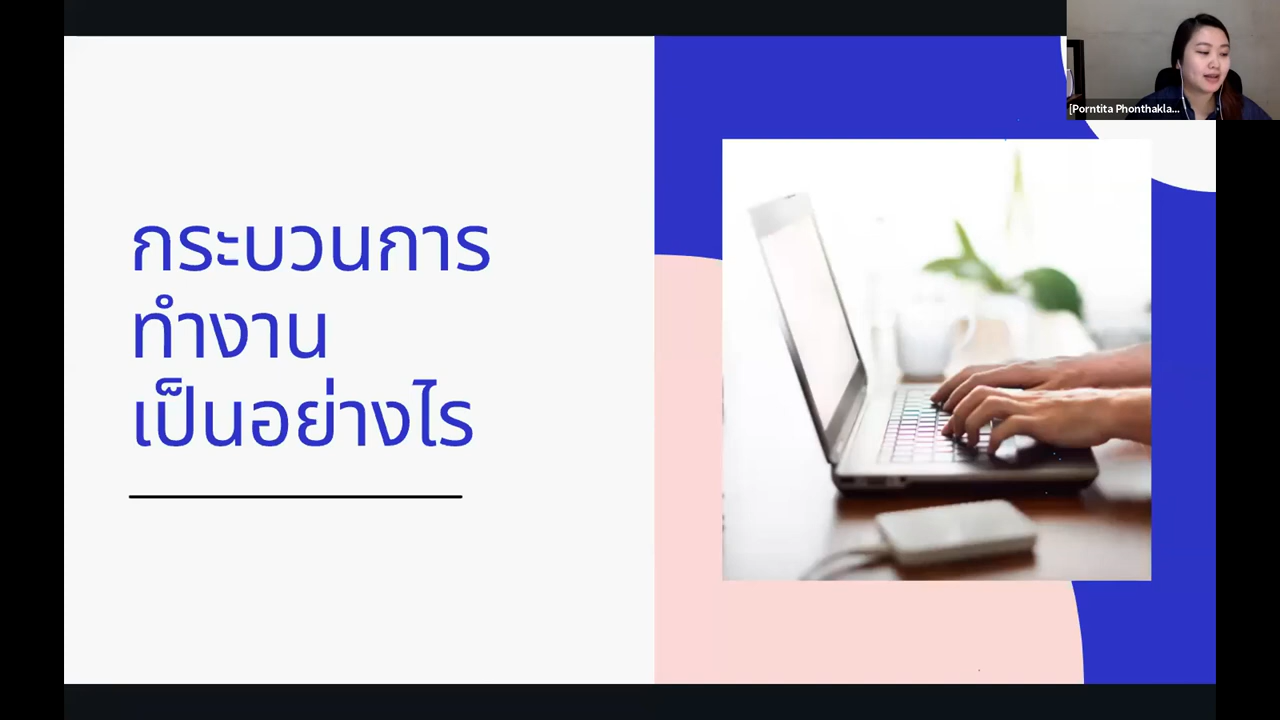 กระบวนการ
ทำงาน
เป็นอย่างไร
[Porntita Phonthakla...